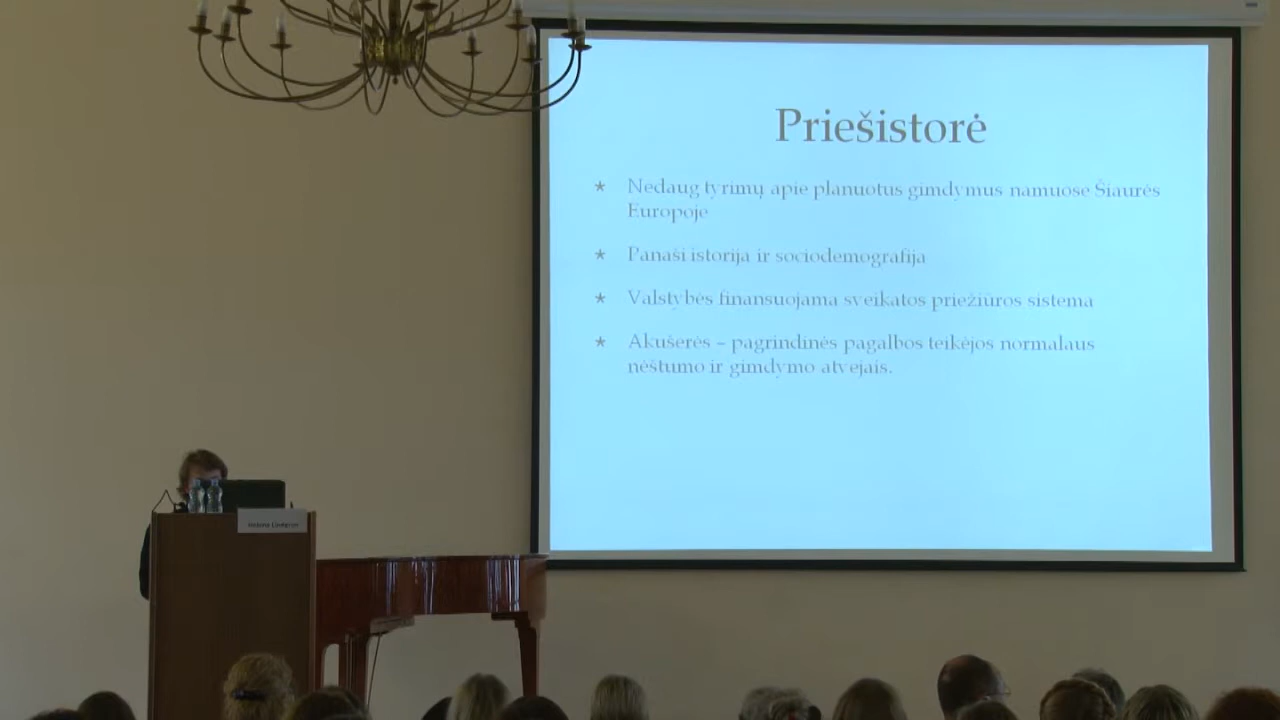 Priešistorė
* Nedaug tyrimų apie planuotus gimdymus namuose Šiaurės
Europoje
* Panaši istorija ir sociodemografija
* Valstybės finansuojama sveikatos priežiūros sistema
* Akušerės – pagrindinės pagalbos teikėjos normalaus
nėštumo ir gimdymo atvejais.